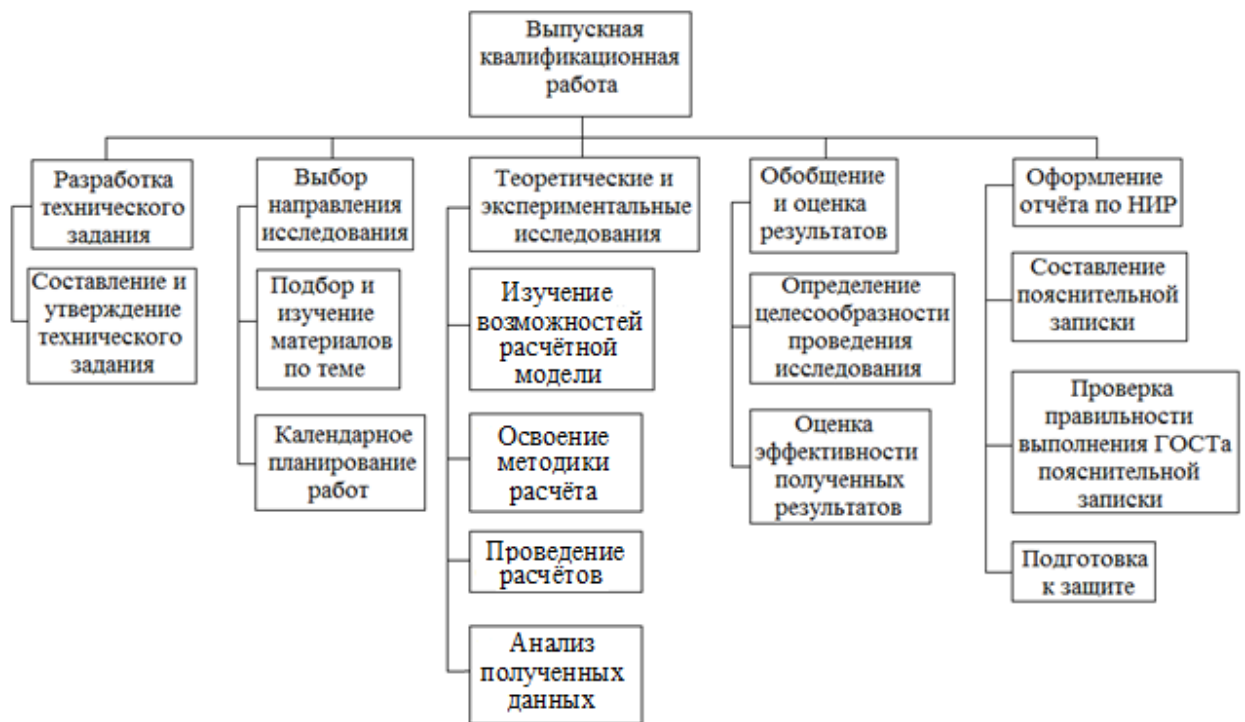 Выпускная
квалификационная
работа
Разработка
технического
задания
Составление и
утверждение
технического
задания
Выбор
направления
исследования
Подбор и
изучение
материалов
по теме
Календарное
планирование
работ
Теоретические и
экспериментальные
исследования
Изучение
возможностей
расчётной
модели
Освоение
методики
расчёта
Проведение
расчётов
Анализ
полученных
данных
Обобщение
и оценка
результатов
Определение
целесообразности
проведения
исследования
Оценка
эффективности
полученных
результатов
Оформление
отчёта по НИР
Составление
пояснительной
записки
Проверка
правильности
выполнения ГОСТа
пояснительной
записки
Подготовка
к защите